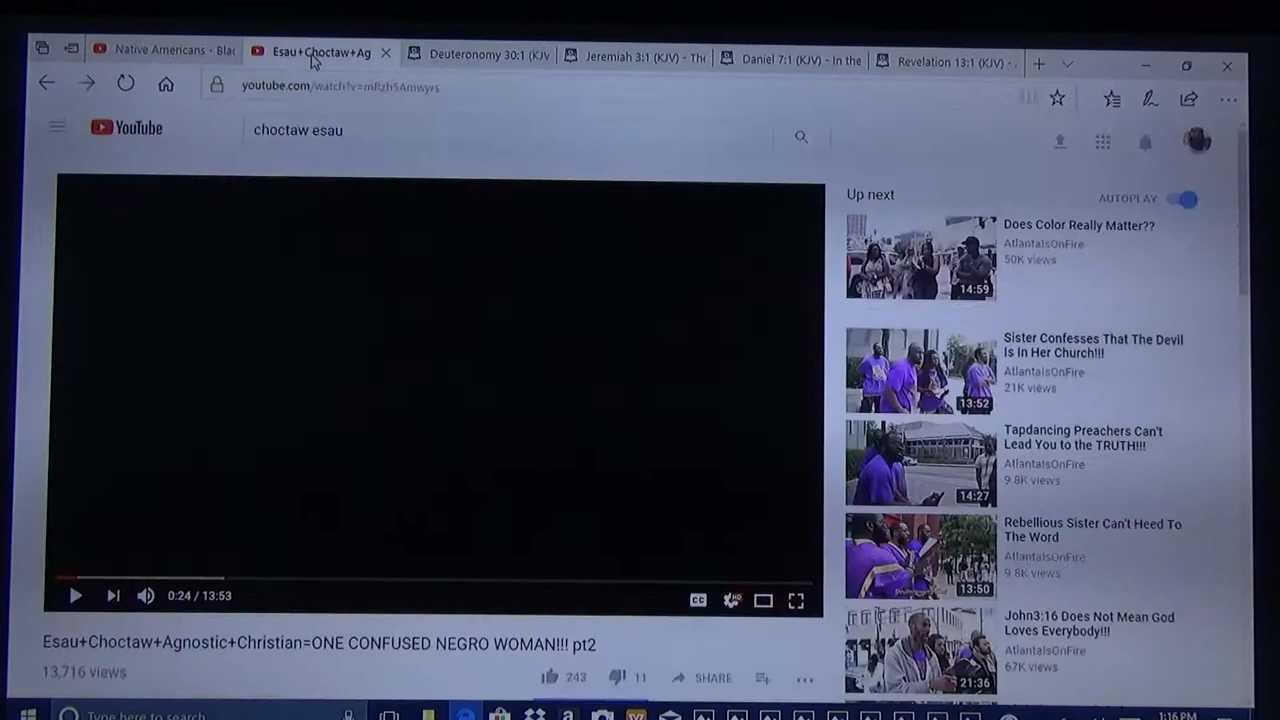 Native Americans - Blac
Esau+Choctaw+Ag
Deuteronomy 30:1 (KJV
Jeremiah 3:1 (KJV) - The
Daniel 7:1 (KJV) - In the
Revelation 13:1 (KJV) -
youtube.com/watch?v=mRzh5Amwyrs
YouTube
choctaw esau
Up next
AUTOPLAY
Does Color Really Matter??
AtlantaIsOnFire
50K views
14:59
Sister Confesses That The Devil
Is In Her Church!!!
AtlantaIsOnFire
21K views
13:52
Tapdancing Preachers Can't
Lead You to the TRUTH!!!
AtlantaIsOnFire
9.8K views
14:27
Rebellious Sister Can't Heed To
The Word
AtlantaIsOnFire
9.8K views
13:50
John3:16 Does Not Mean God
Loves Everybody!!!
AtlantaIsOnFire
67K views
21:36
0:24 / 13:53
CC
HD
Esau+Choctaw+Agnostic+Christian=ONE CONFUSED NEGRO WOMAN!!! pt2
13,716 views
243
11
SHARE
Type here to search
1:16 PM